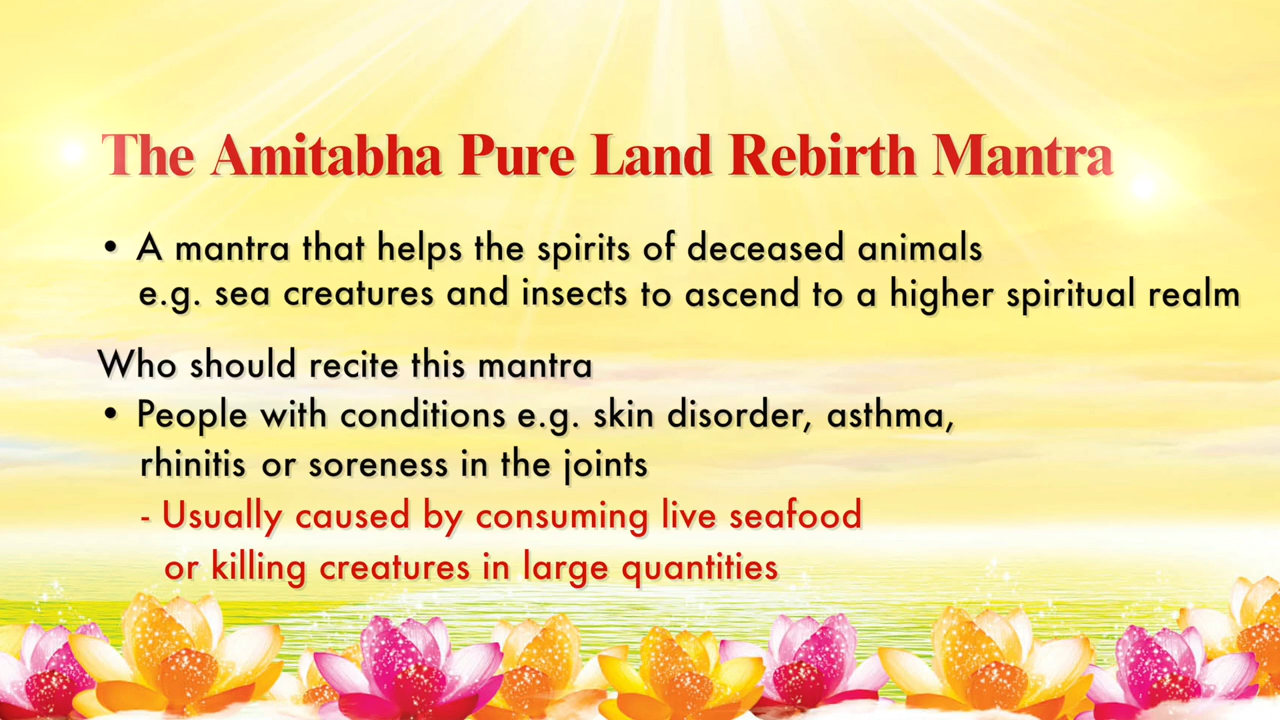 The Amitabha Pure Land Rebirth Mantra
• A mantra that helps the spirits of deceased animals
e.g. sea creatures and insects to ascend to a higher spiritual realm
Who should recite this mantra
• People with conditions e.g. skin disorder, asthma,
rhinitis or soreness in the joints
- Usually caused by consuming live seafood
or killing creatures in large quantities